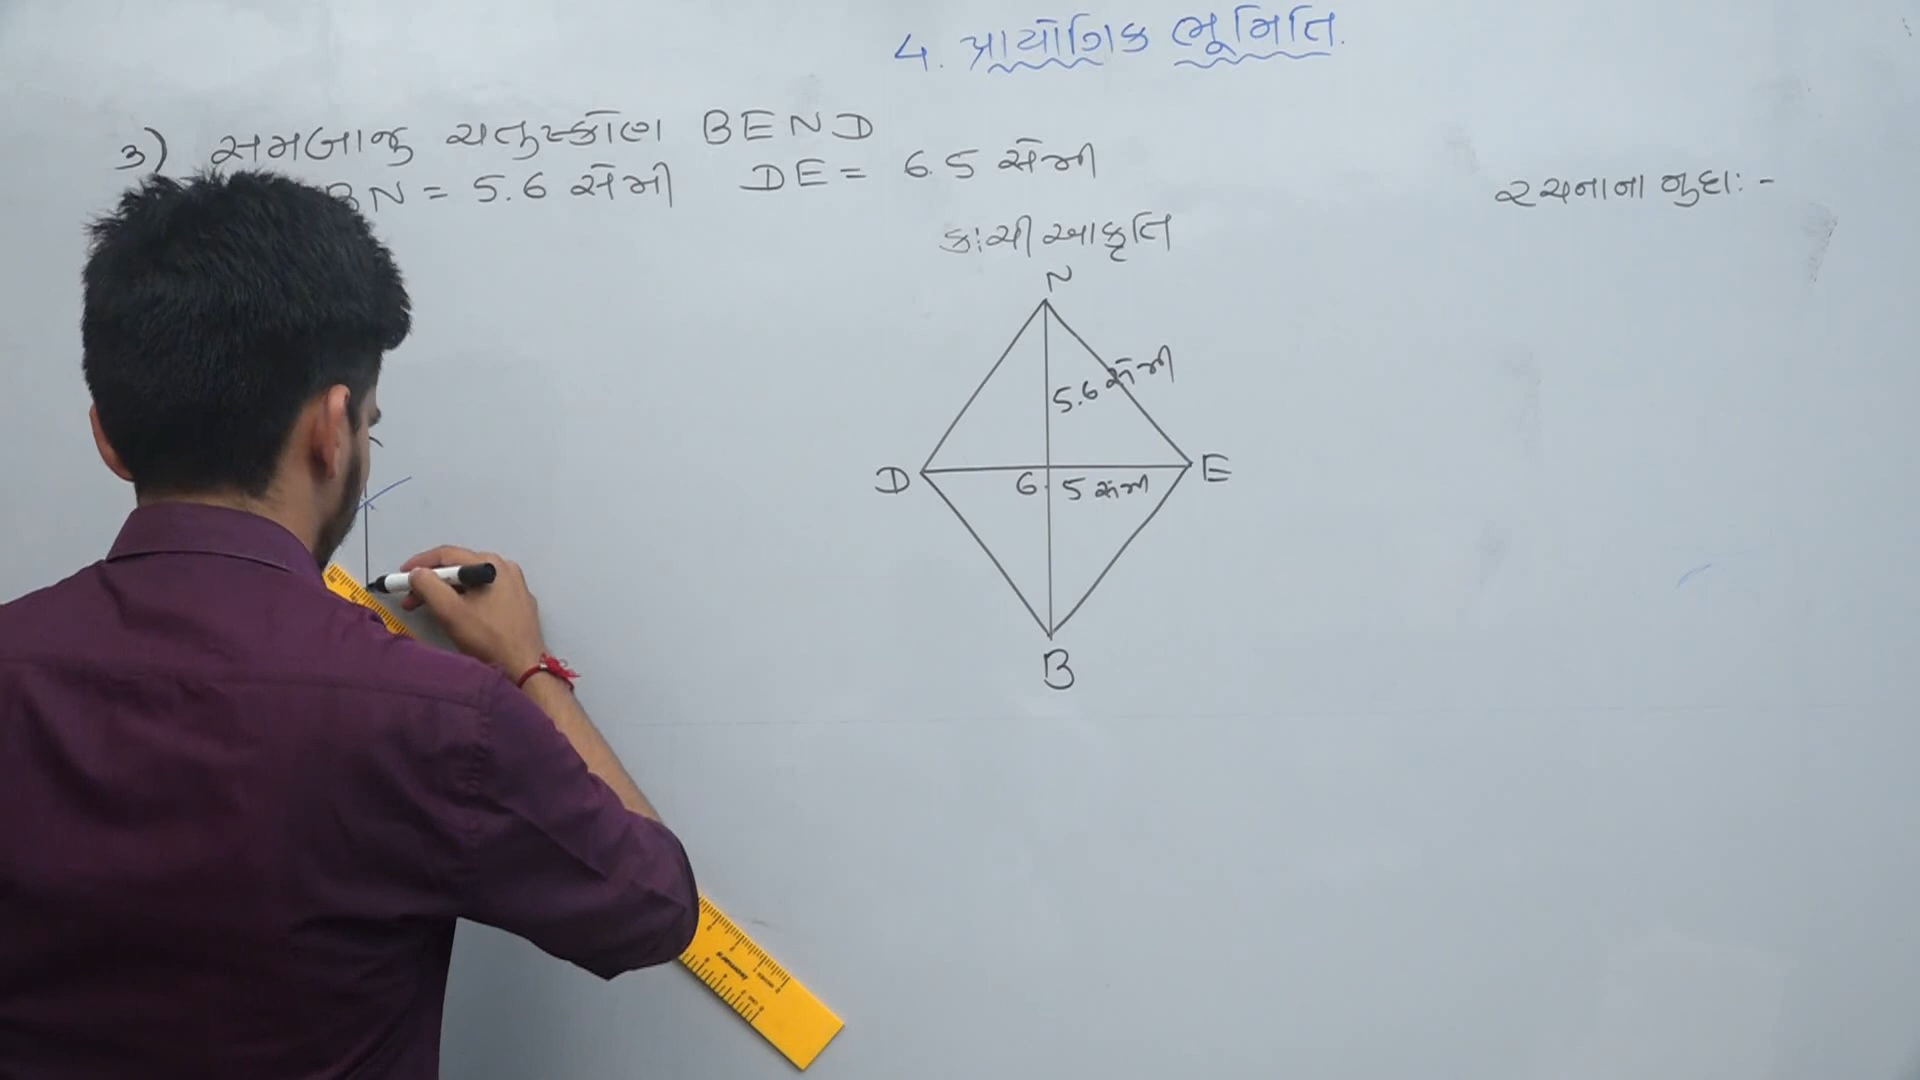 4. પ્રાયોગિક ભૂમિતિ.
3) સમબાજુ ચતુષ્કોણ BEND
BN = 5.6 સેમી DE = 6.5 સેમી
રચનાના મુદ્દા:-
કાચી આકૃતિ
N
5.6 સેમી
D
6.5 સેમી
E
B